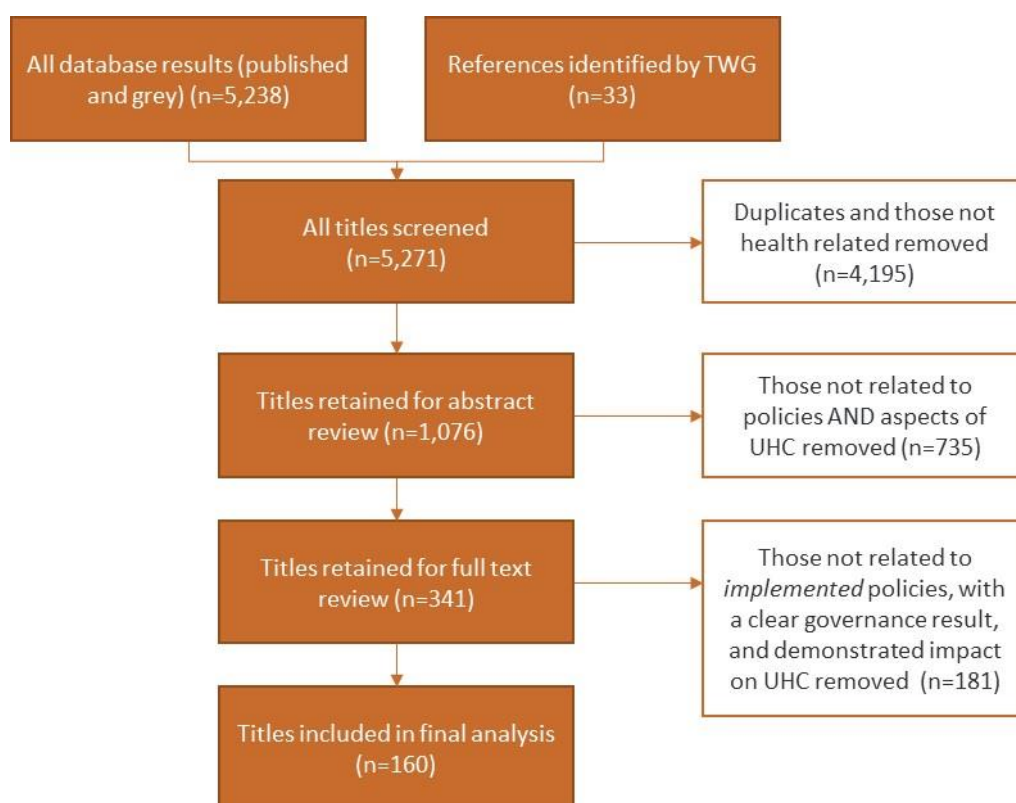 All database results (published
and grey) (n=5,238)
References identified by TWG
(n=33)
All titles screened
(n=5,271)
Duplicates and those not
health related removed
(n=4,195)
Titles retained for abstract
review (n=1,076)
Those not related to
policies AND aspects of
UHC removed (n=735)
Titles retained for full text
review (n=341)
Those not related to
implemented policies, with
a clear governance result,
and demonstrated impact
on UHC removed (n=181)
Titles included in final analysis
(n=160)